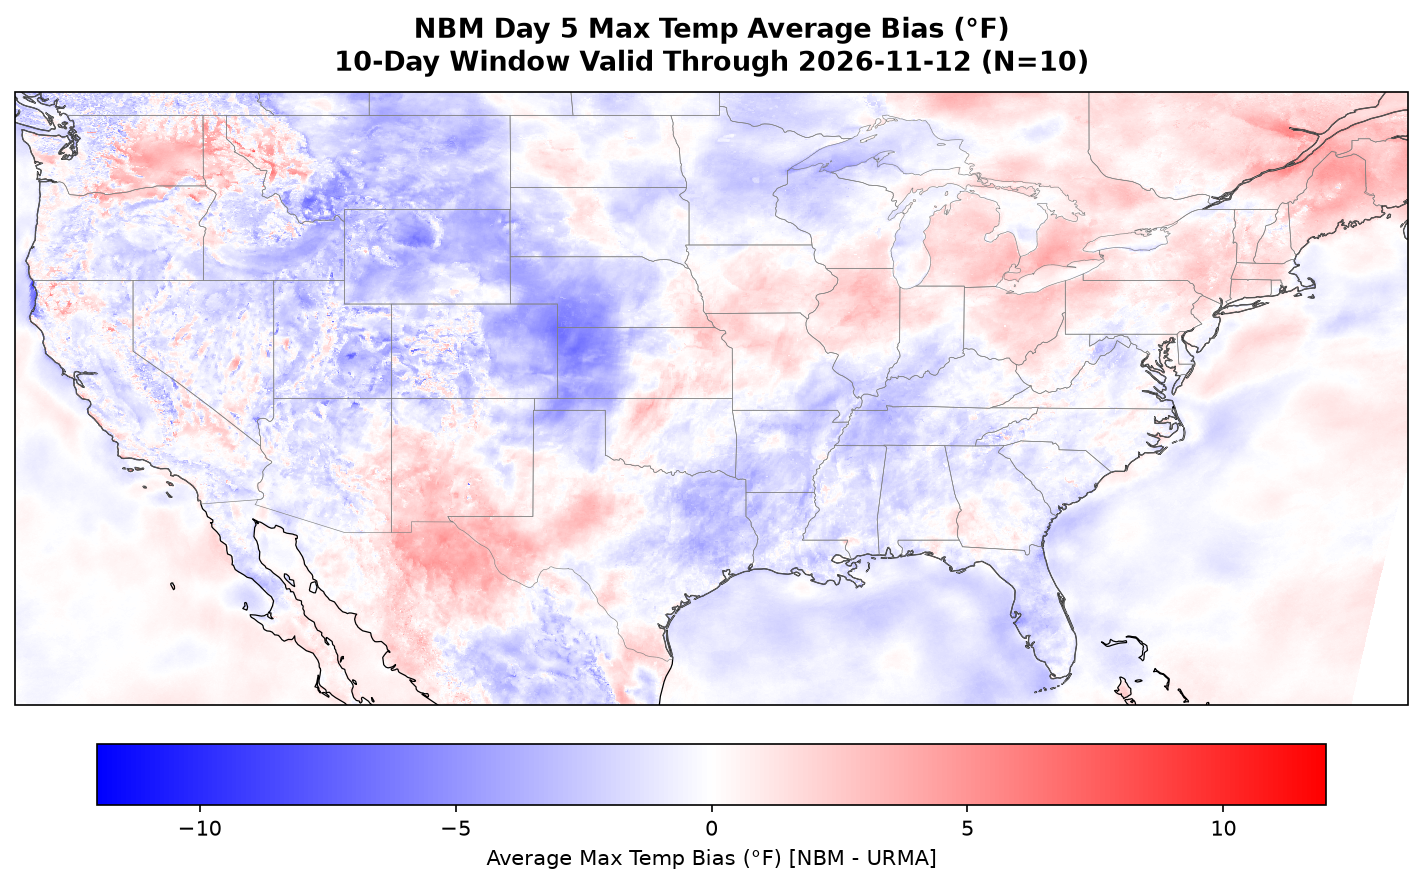 NBM Day 5 Max Temp Average Bias (°F)
10-Day Window Valid Through 2026-11-12 (N=10)
−10 −5 0 5 10
Average Max Temp Bias (°F) [NBM - URMA]